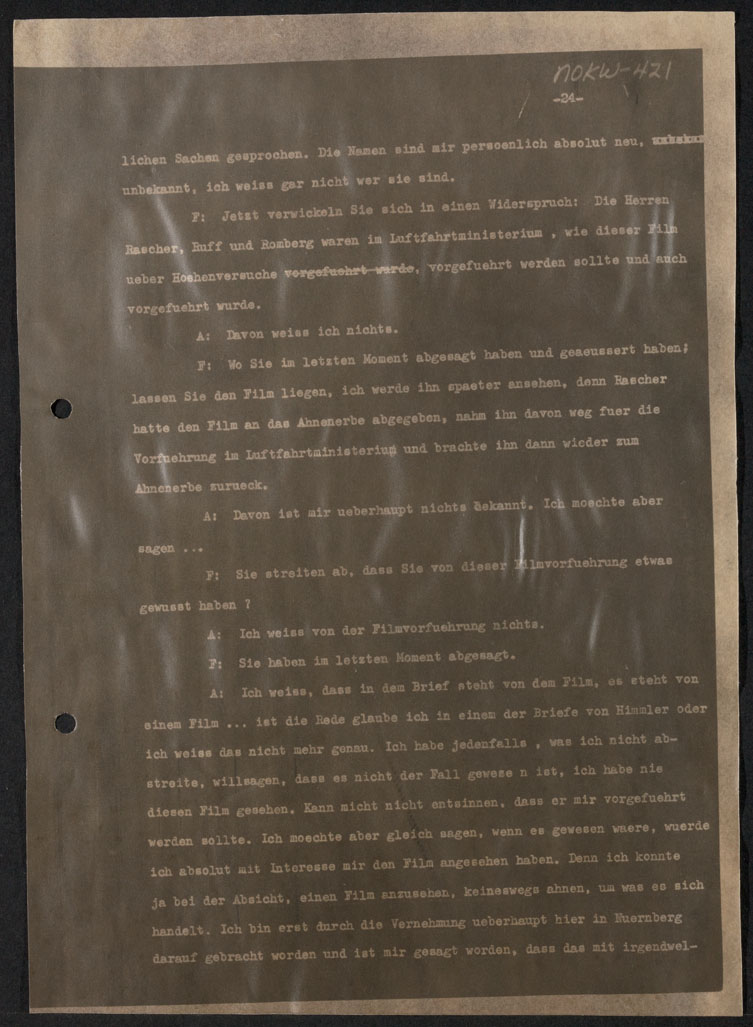 NOKW-421
-24-
lichen Sachen gesprochen. Die Namen sind mir persoenlich absolut neu,
unbekannt, ich weiss gar nicht wer sie sind.
F: Jetzt verwickeln Sie sich in einen Widerspruch: Die Herren
Rascher, Ruff und Romberg waren im Luftfahrtministerium , wie dieser Film
ueber Hoehenversuche vorgefuehrt wurde, vorgefuehrt werden sollte und auch
vorgefuehrt wurde.
A: Davon weiss ich nichts.
F: Wo Sie im letzten Moment abgesagt haben und geaeussert haben;
lassen Sie den Film liegen, ich werde ihn spaeter ansehen, denn Rascher
hatte den Film an das Ahnenerbe abgegeben, nahm ihn davon weg fuer die
Vorfuehrung im Luftfahrtministerium und brachte ihn dann wieder zum
Ahnenerbe zurueck.
A: Davon ist mir ueberhaupt nichts bekannt. Ich moechte aber
sagen ...
F: Sie streiten ab, dass Sie von dieser Filmvorfuehrung etwas
gewusst haben ?
A: Ich weiss von der Filmvorfuehrung nichts.
F: Sie haben im letzten Moment abgesagt.
A: Ich weiss, dass in dem Brief steht von dem Film, es steht von
einem Film ... ist die Rede glaube ich in einem der Briefe von Himmler oder
ich weiss das nicht mehr genau. Ich habe jedenfalls , was ich nicht ab-
streite, willsagen, dass es nicht der Fall gewese n ist, ich habe nie
diesen Film gesehen. Kann micht nicht entsinnen, dass er mir vorgefuehrt
werden sollte. Ich moechte aber gleich sagen, wenn es gewesen waere, wuerde
ich absolut mit Interesse mir den Film angesehen haben. Denn ich konnte
ja bei der Absicht, einen Film anzusehen, keineswegs ahnen, um was es sich
handelt. Ich bin erst durch die Vernehmung ueberhaupt hier in Nuernberg
darauf gebracht worden und ist mir gesagt worden, dass das mit irgendwel-